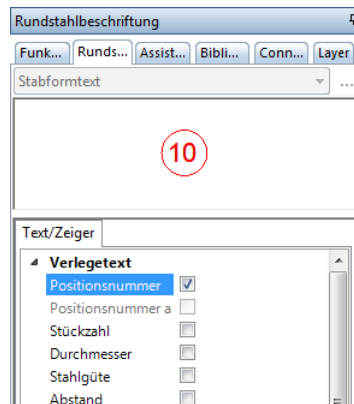 Rundstahlbeschriftung
Funk... Runds... Assist... Bibli... Conn... Layer
Stabformtext ...
10
Text/Zeiger
Verlegetext
Positionsnummer
Positionsnummer a
Stückzahl
Durchmesser
Stahlgüte
Abstand